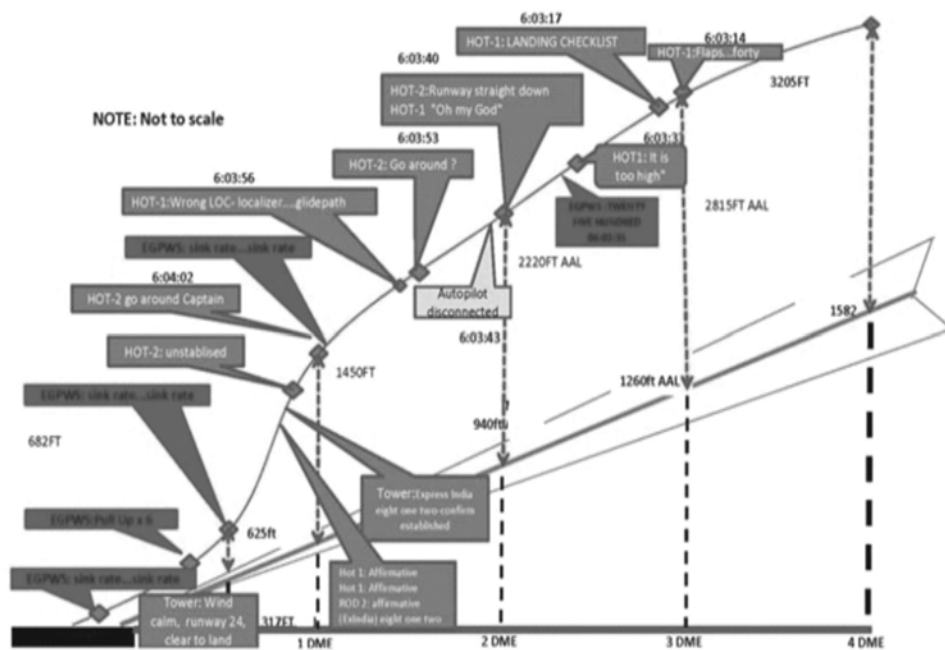 6:03:17
HOT-1: LANDING CHECKLIST
6:03:14
HOT-1:Flaps...forty
3205FT
6:03:40
HOT-2:Runway straight down
HOT-1 "Oh my God"
NOTE: Not to scale
6:03:53
HOT-2: Go around ?
6:03:33
HOT1: It is
too high"
6:03:56
HOT-1:Wrong LOC- localizer....glidepath
EGPWS :TWENTY
FIVE HUNDRED
2815FT AAL
EGPWS: sink rate...sink rate
2220FT AAL
6:04:02
HOT-2 go around Captain
Autopilot
disconnected
6:03:43
1582
HOT-2: unstablised
1450FT
1260ft AAL
EGPWS: sink rate...sink rate
940ft
682FT
Tower:Express India
eight one two-confirm
established
EGPWS:Pull Up x 6
625ft
EGPWS: sink rate...sink rate
Hot 1: Affirmative
Hot 1: Affirmative
ROD 2: affirmative
(ExIndia) eight one two
Tower: Wind
calm, runway 24,
clear to land
317FT
1 DME
2 DME
3 DME
4 DME